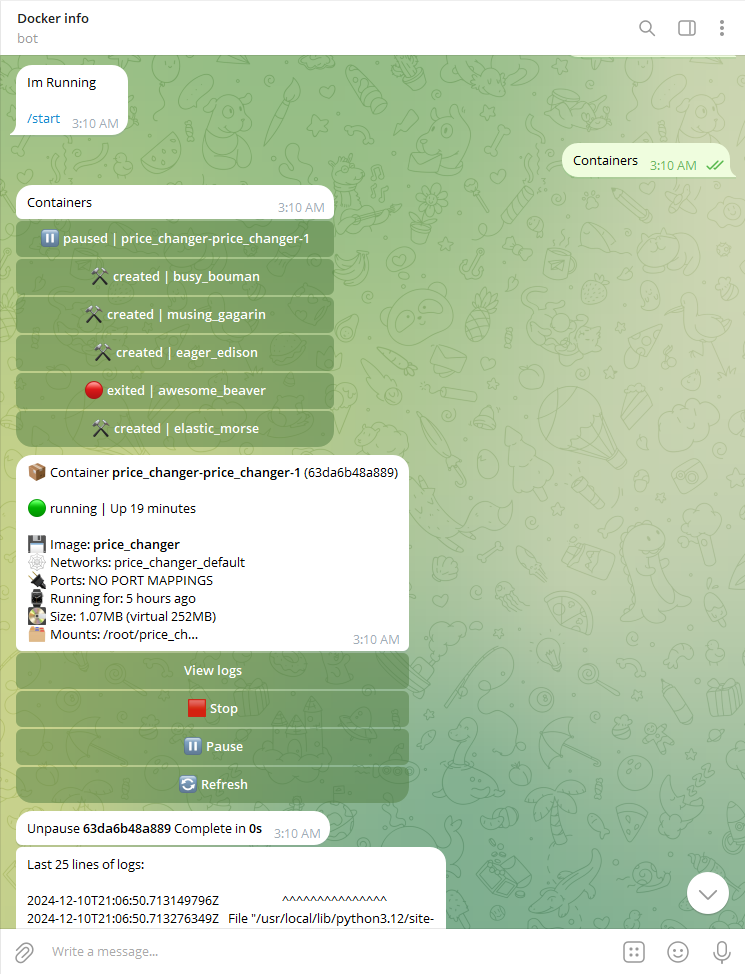 Docker info
bot
Im Running
/start 3:10 AM
Containers 3:10 AM
Containers
3:10 AM
paused | price_changer-price_changer-1
created | busy_bouman
created | musing_gagarin
created | eager_edison
exited | awesome_beaver
created | elastic_morse
Container price_changer-price_changer-1 (63da6b48a889)
running | Up 19 minutes
Image: price_changer
Networks: price_changer_default
Ports: NO PORT MAPPINGS
Running for: 5 hours ago
Size: 1.07MB (virtual 252MB)
Mounts: /root/price_ch...
3:10 AM
View logs
Stop
Pause
Refresh
Unpause 63da6b48a889 Complete in 0s 3:10 AM
Last 25 lines of logs:
2024-12-10T21:06:50.713149796Z ^^^^^^^^^^^^^^^
2024-12-10T21:06:50.713276349Z File "/usr/local/lib/python3.12/site-
Write a message...